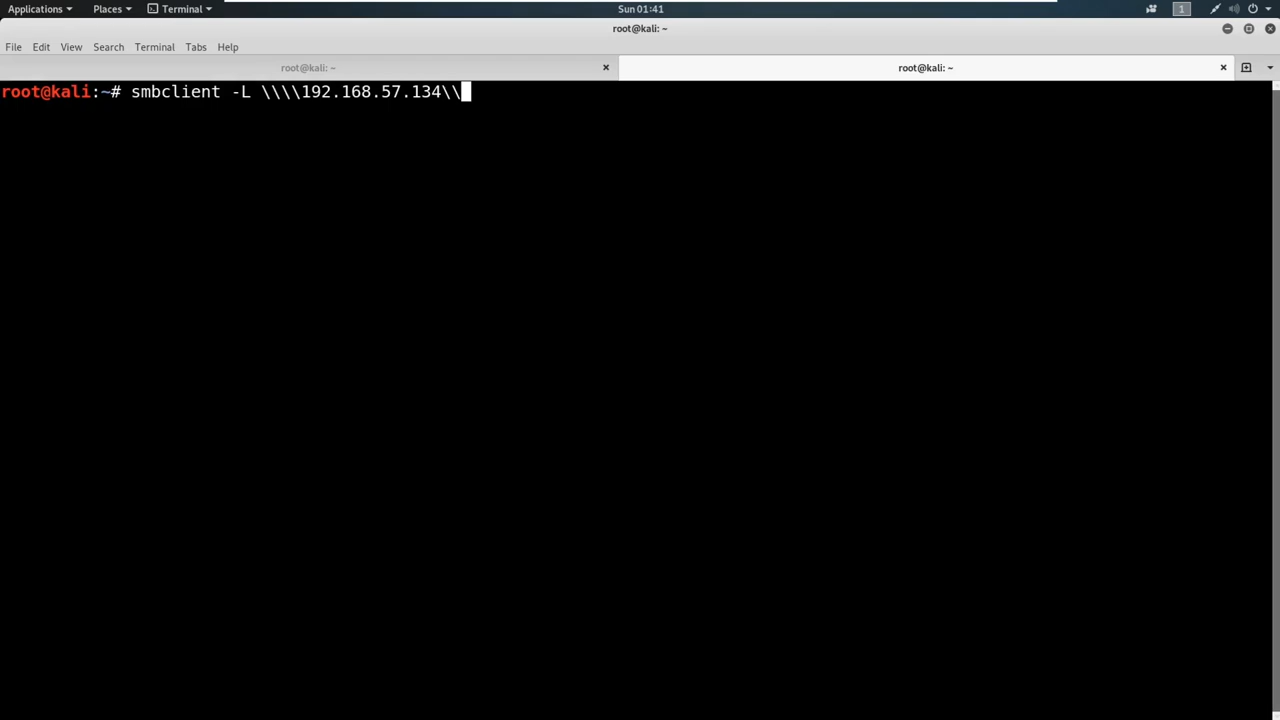 Applications Places Terminal Sun 01:41 1
root@kali: ~
File Edit View Search Terminal Tabs Help
root@kali: ~ root@kali: ~
root@kali:~# smbclient -L \\\\192.168.57.134\\